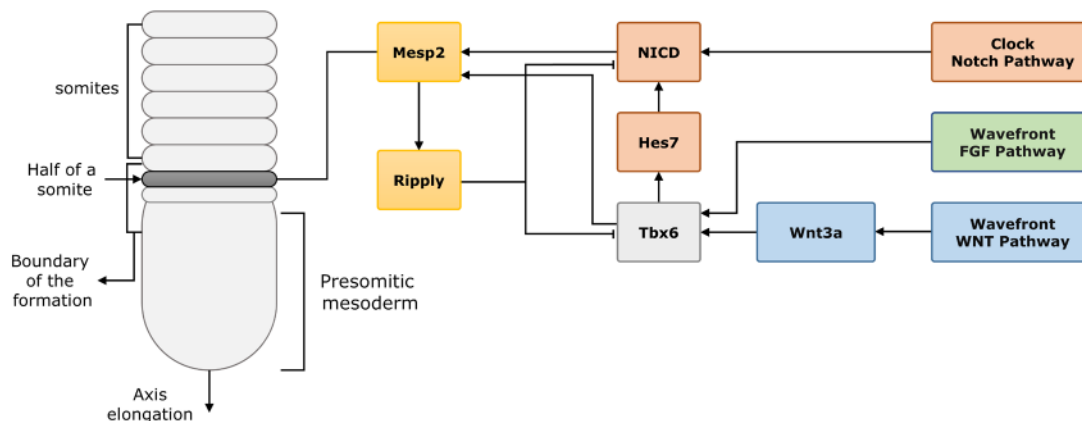 somites
Half of a
somite
Boundary
of the
formation
Axis
elongation
Presomitic
mesoderm
Mesp2
Ripply
NICD
Hes7
Tbx6
Wnt3a
Clock
Notch Pathway
Wavefront
FGF Pathway
Wavefront
WNT Pathway